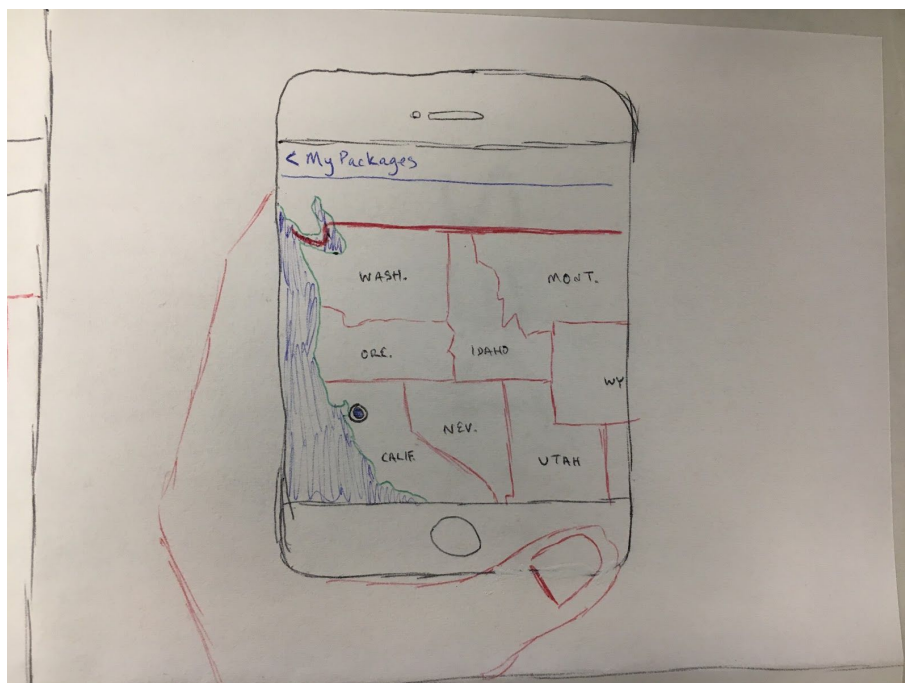 < My Packages
WASH.
MONT.
ORE.
IDAHO
WY
NEV.
CALIF.
UTAH